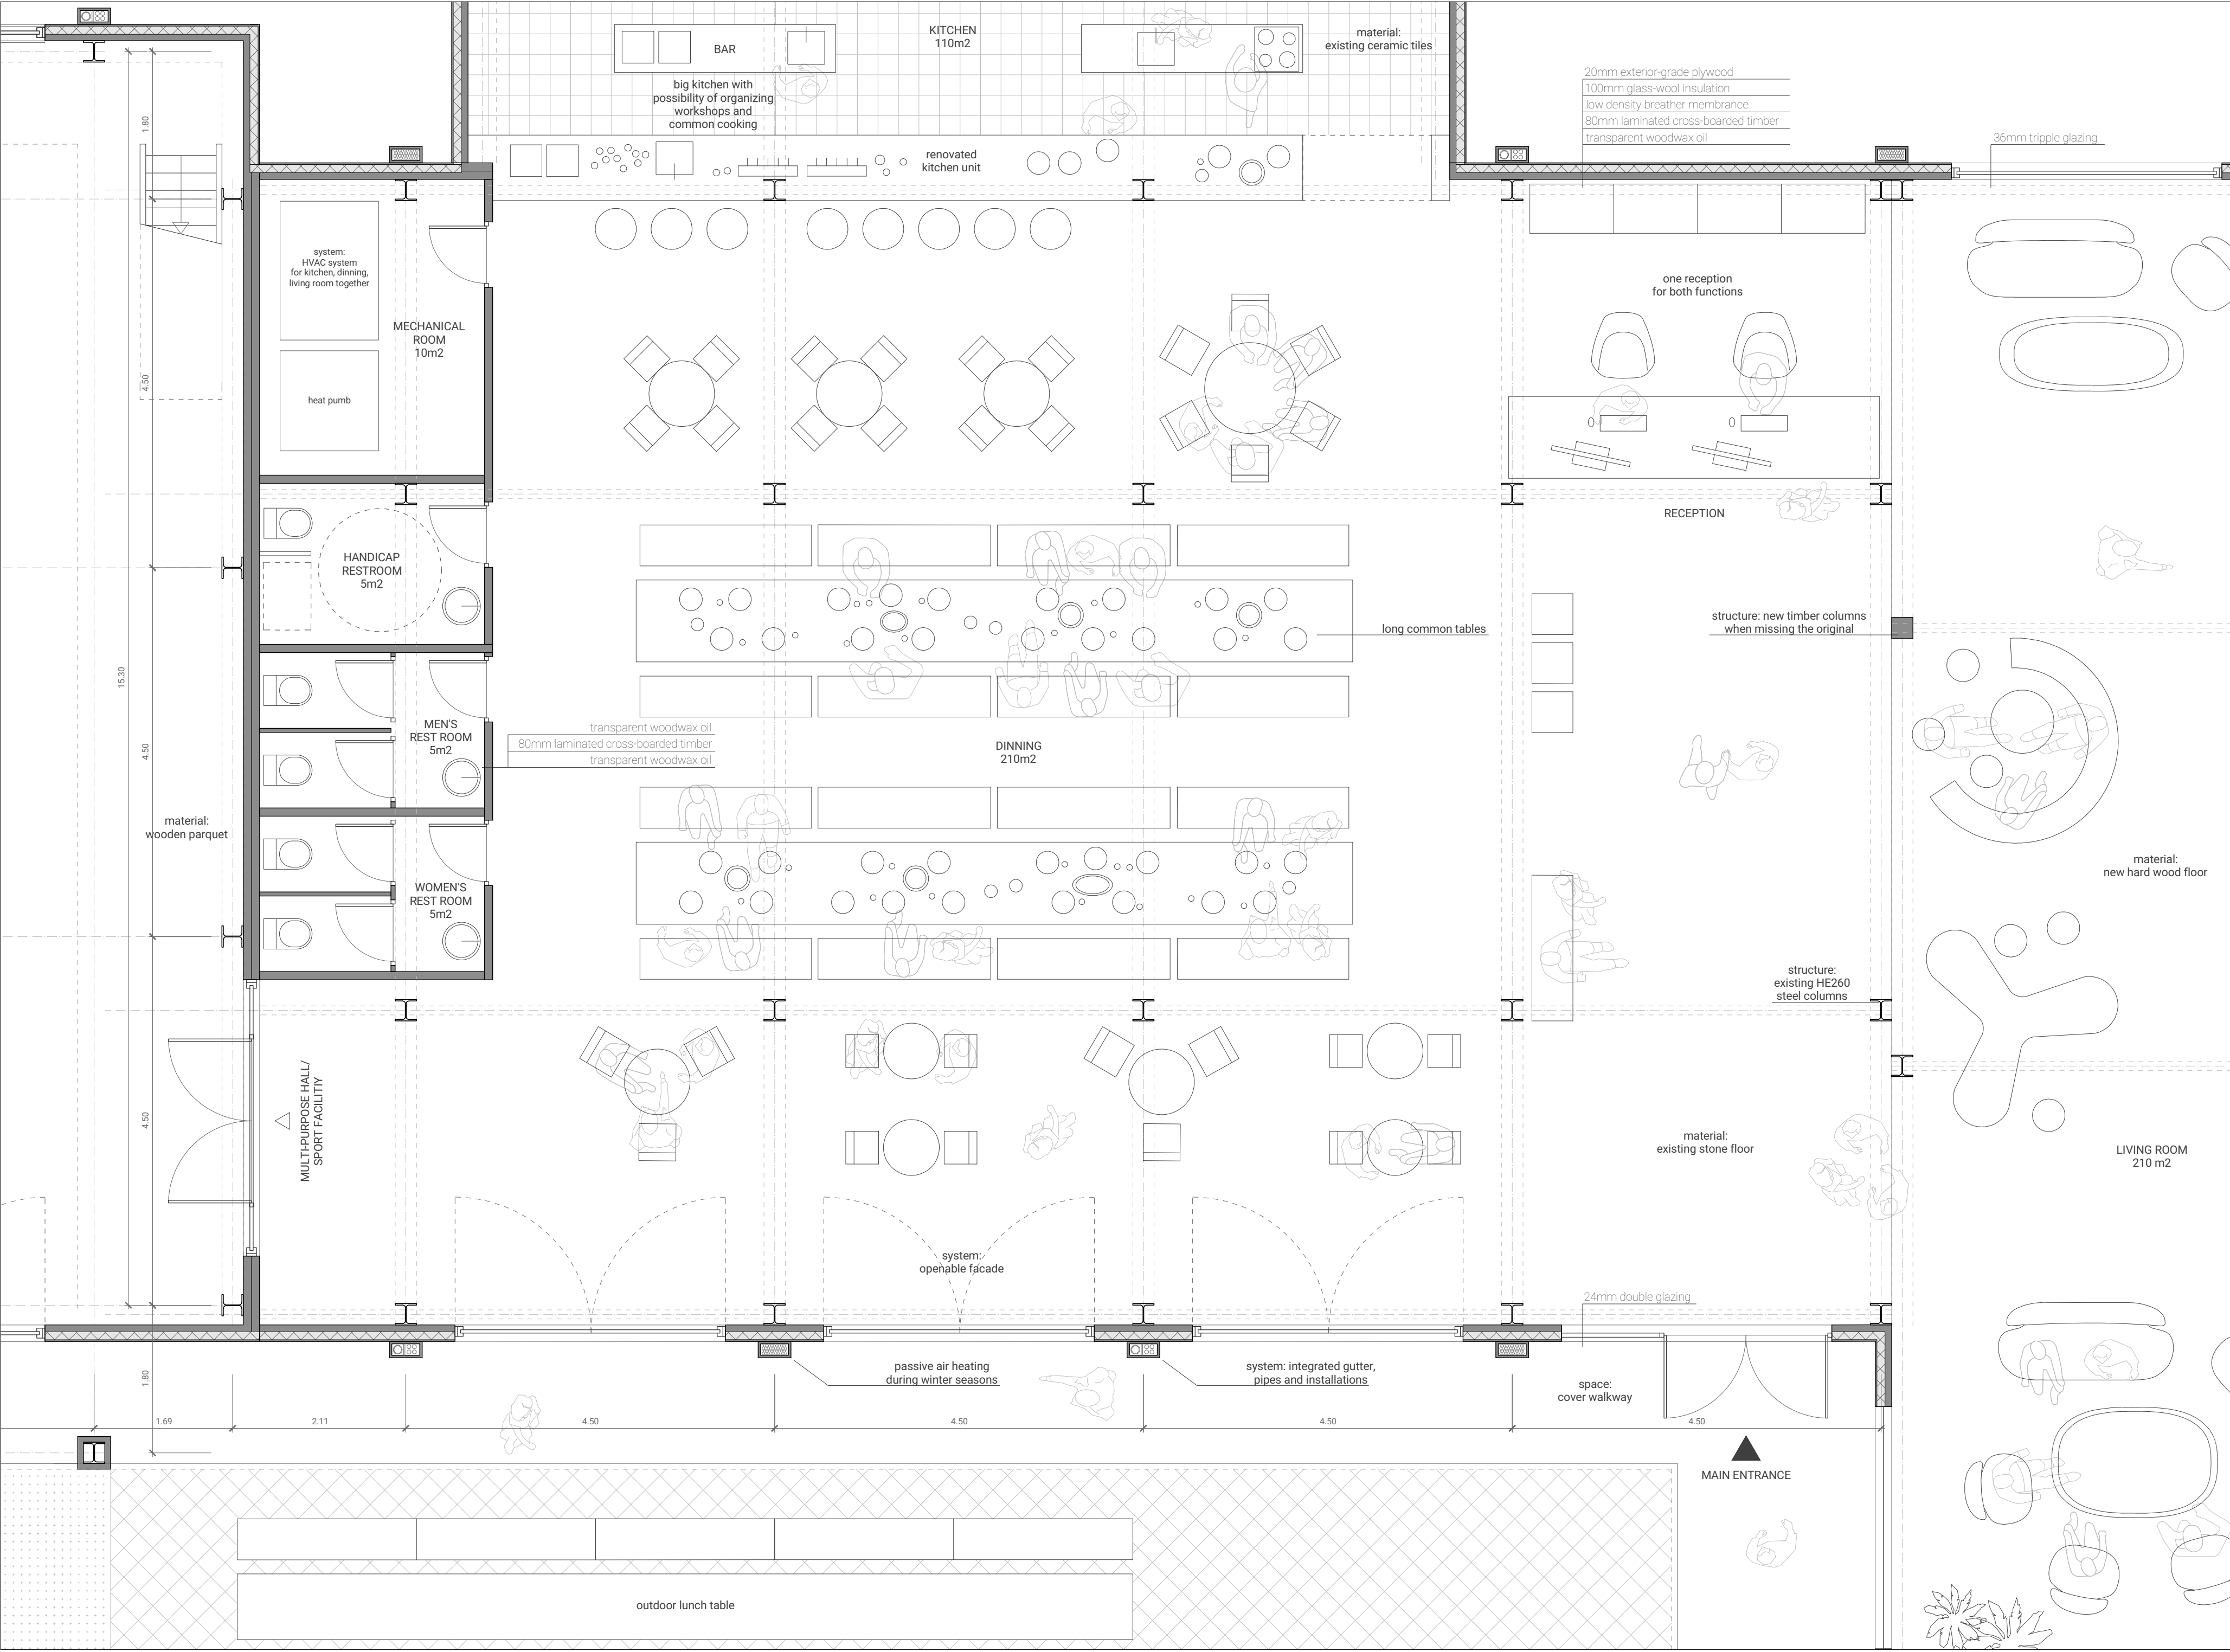 BAR
KITCHEN
110m2
material:
existing ceramic tiles
big kitchen with
possibility of organizing
workshops and
common cooking
renovated
kitchen unit
20mm exterior-grade plywood
100mm glass-wool insulation
low density breather membrance
80mm laminated cross-boarded timber
transparent woodwax oil
36mm tripple glazing
system:
HVAC system
for kitchen, dinning,
living room together
MECHANICAL
ROOM
10m2
heat pumb
one reception
for both functions
RECEPTION
HANDICAP
RESTROOM
5m2
long common tables
structure: new timber columns
when missing the original
MEN'S
REST ROOM
5m2
transparent woodwax oil
80mm laminated cross-boarded timber
transparent woodwax oil
DINNING
210m2
material:
wooden parquet
WOMEN'S
REST ROOM
5m2
material:
new hard wood floor
structure:
existing HE260
steel columns
MULTI-PURPOSE HALL/
SPORT FACILITIY
material:
existing stone floor
LIVING ROOM
210 m2
system:
openable facade
24mm double glazing
passive air heating
during winter seasons
system: integrated gutter,
pipes and installations
space:
cover walkway
1.80
4.50
15.30
4.50
4.50
1.80
1.69
2.11
4.50
4.50
4.50
4.50
MAIN ENTRANCE
outdoor lunch table